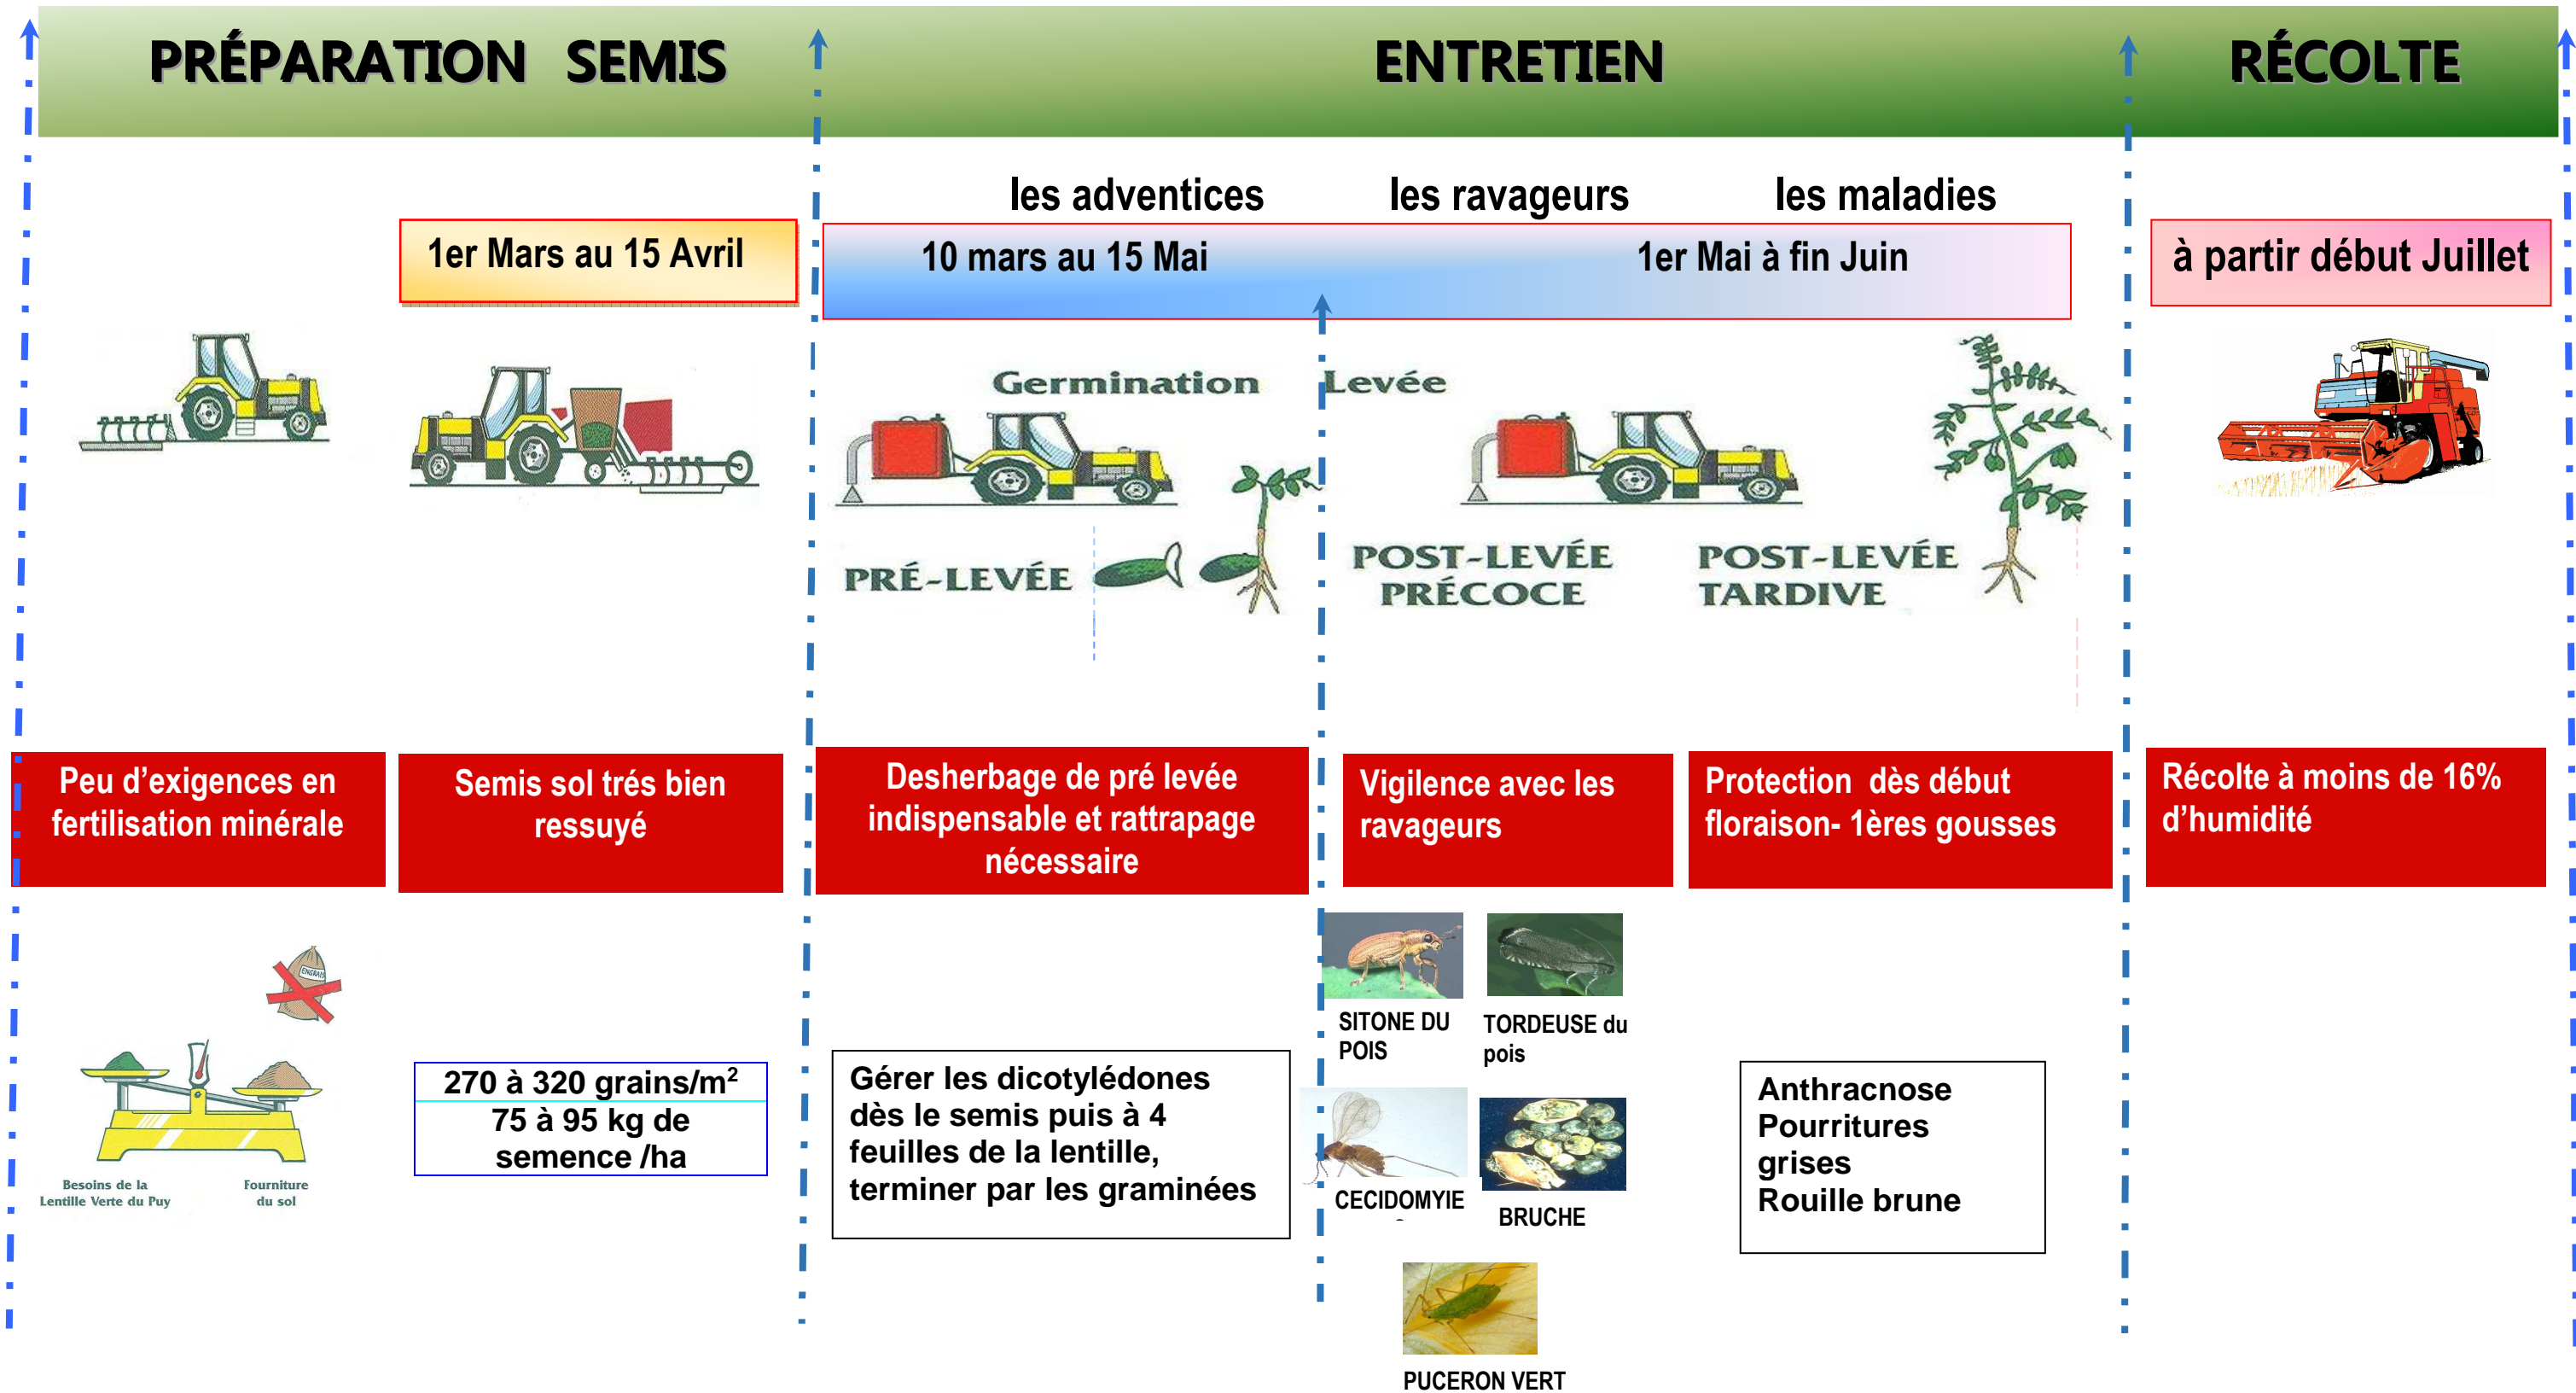 PRÉPARATION SEMIS
ENTRETIEN
RÉCOLTE
les adventices
les ravageurs
les maladies
1er Mars au 15 Avril
10 mars au 15 Mai
1er Mai à fin Juin
à partir début Juillet
Germination
Levée
PRÉ-LEVÉE
POST-LEVÉE
PRÉCOCE
POST-LEVÉE
TARDIVE
Peu d’exigences en
fertilisation minérale
Semis sol trés bien
ressuyé
Desherbage de pré levée
indispensable et rattrapage
nécessaire
Vigilence avec les
ravageurs
Protection dès début
floraison- 1ères gousses
Récolte à moins de 16%
d’humidité
ENGRAIS
Besoins de la
Lentille Verte du Puy
Fourniture
du sol
270 à 320 grains/m²
75 à 95 kg de
semence /ha
Gérer les dicotylédones
dès le semis puis à 4
feuilles de la lentille,
terminer par les graminées
SITONE DU
POIS
TORDEUSE du
pois
CECIDOMYIE
BRUCHE
PUCERON VERT
Anthracnose
Pourritures
grises
Rouille brune